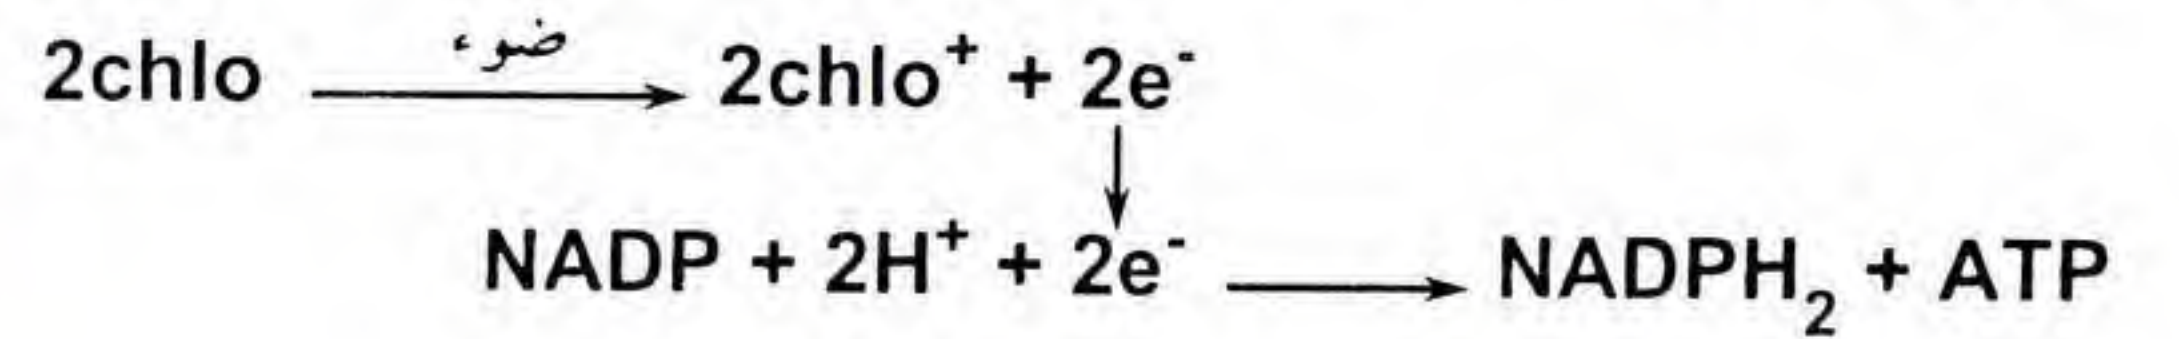 2chlo ضوء → 2chlo⁺ + 2e⁻
↓
NADP + 2H⁺ + 2e⁻ → NADPH₂ + ATP